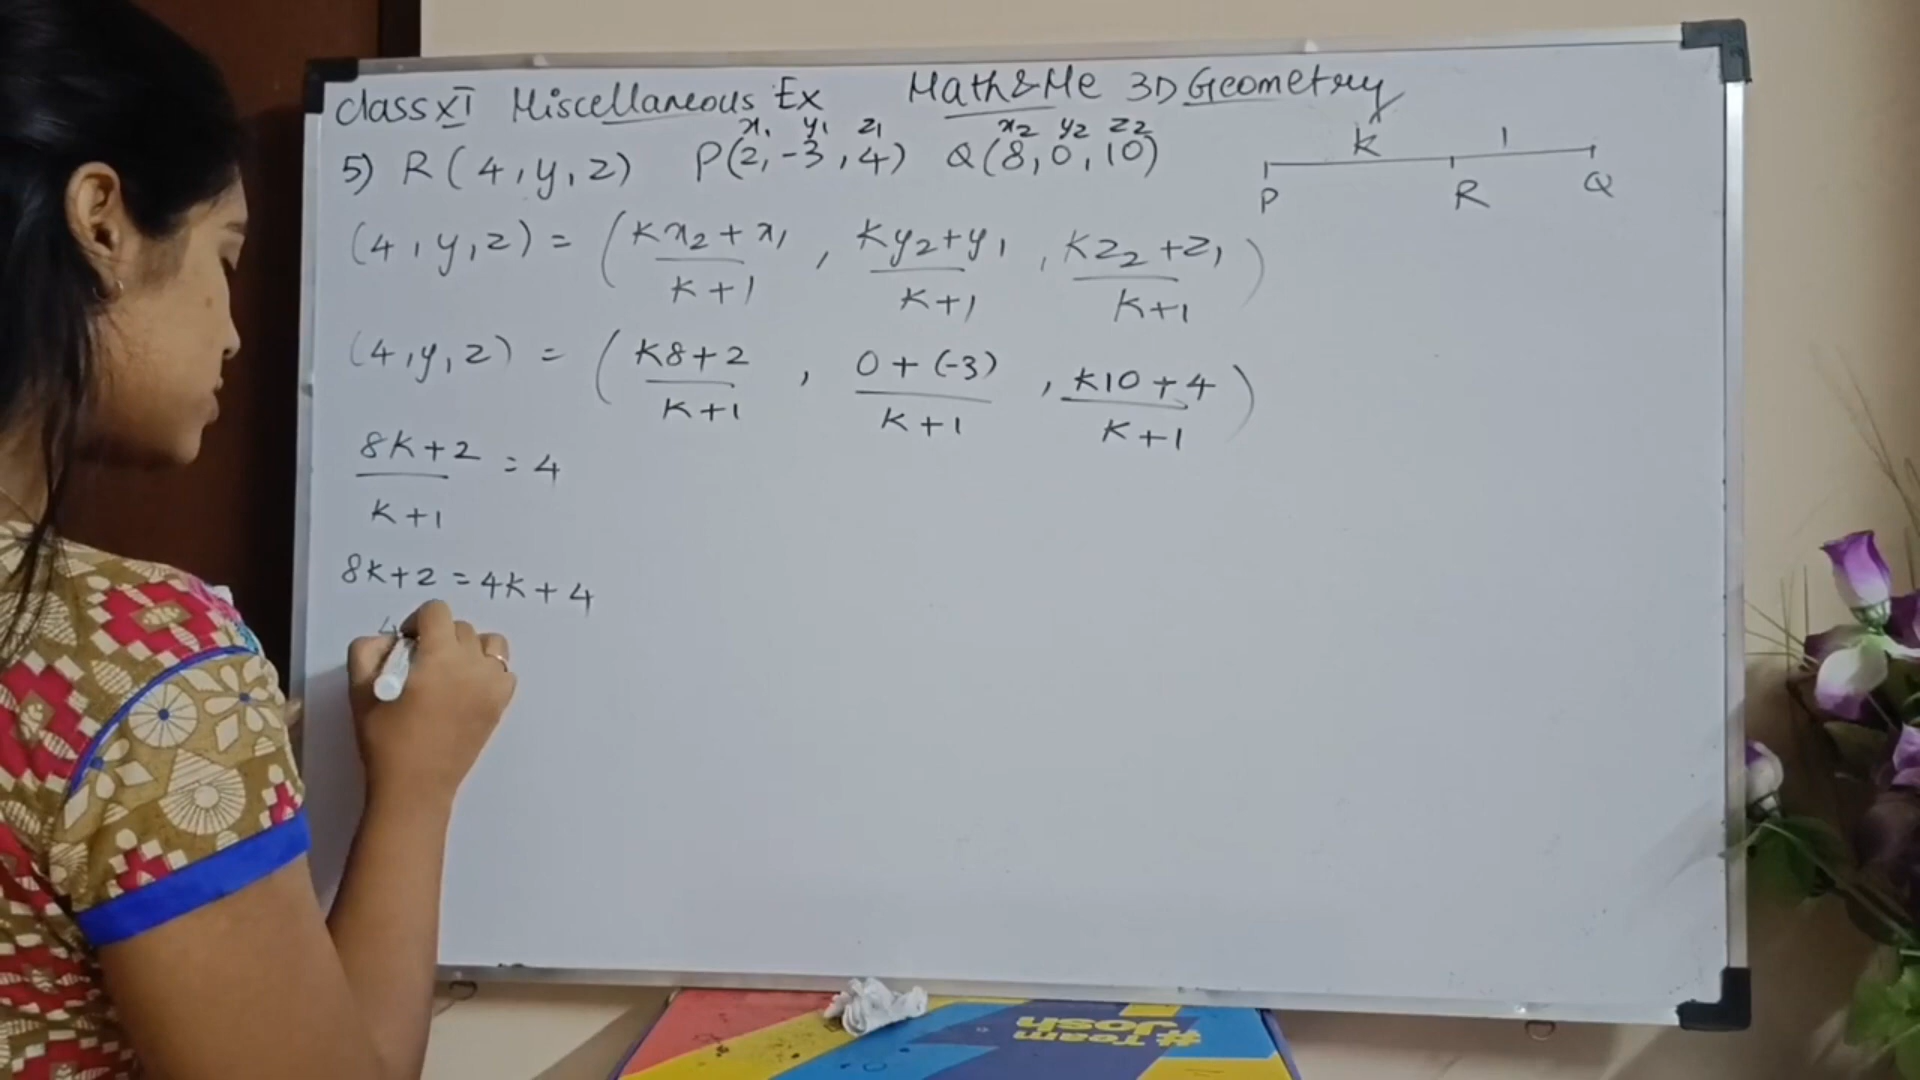 Class XI Miscellaneous Ex Math&Me 3D Geometry
x1 y1 z1 x2 y2 z2
5) R(4,y,z) P(2,-3,4) Q(8,0,10)
K 1
P R Q
(4,y,z) = (Kx2+x1/K+1, Ky2+y1/K+1, Kz2+z1/K+1)
(4,y,z) = (K8+2/K+1, 0+(-3)/K+1, K10+4/K+1)
8K+2/K+1 = 4
8K+2 = 4K+4
4
#Team
Josh